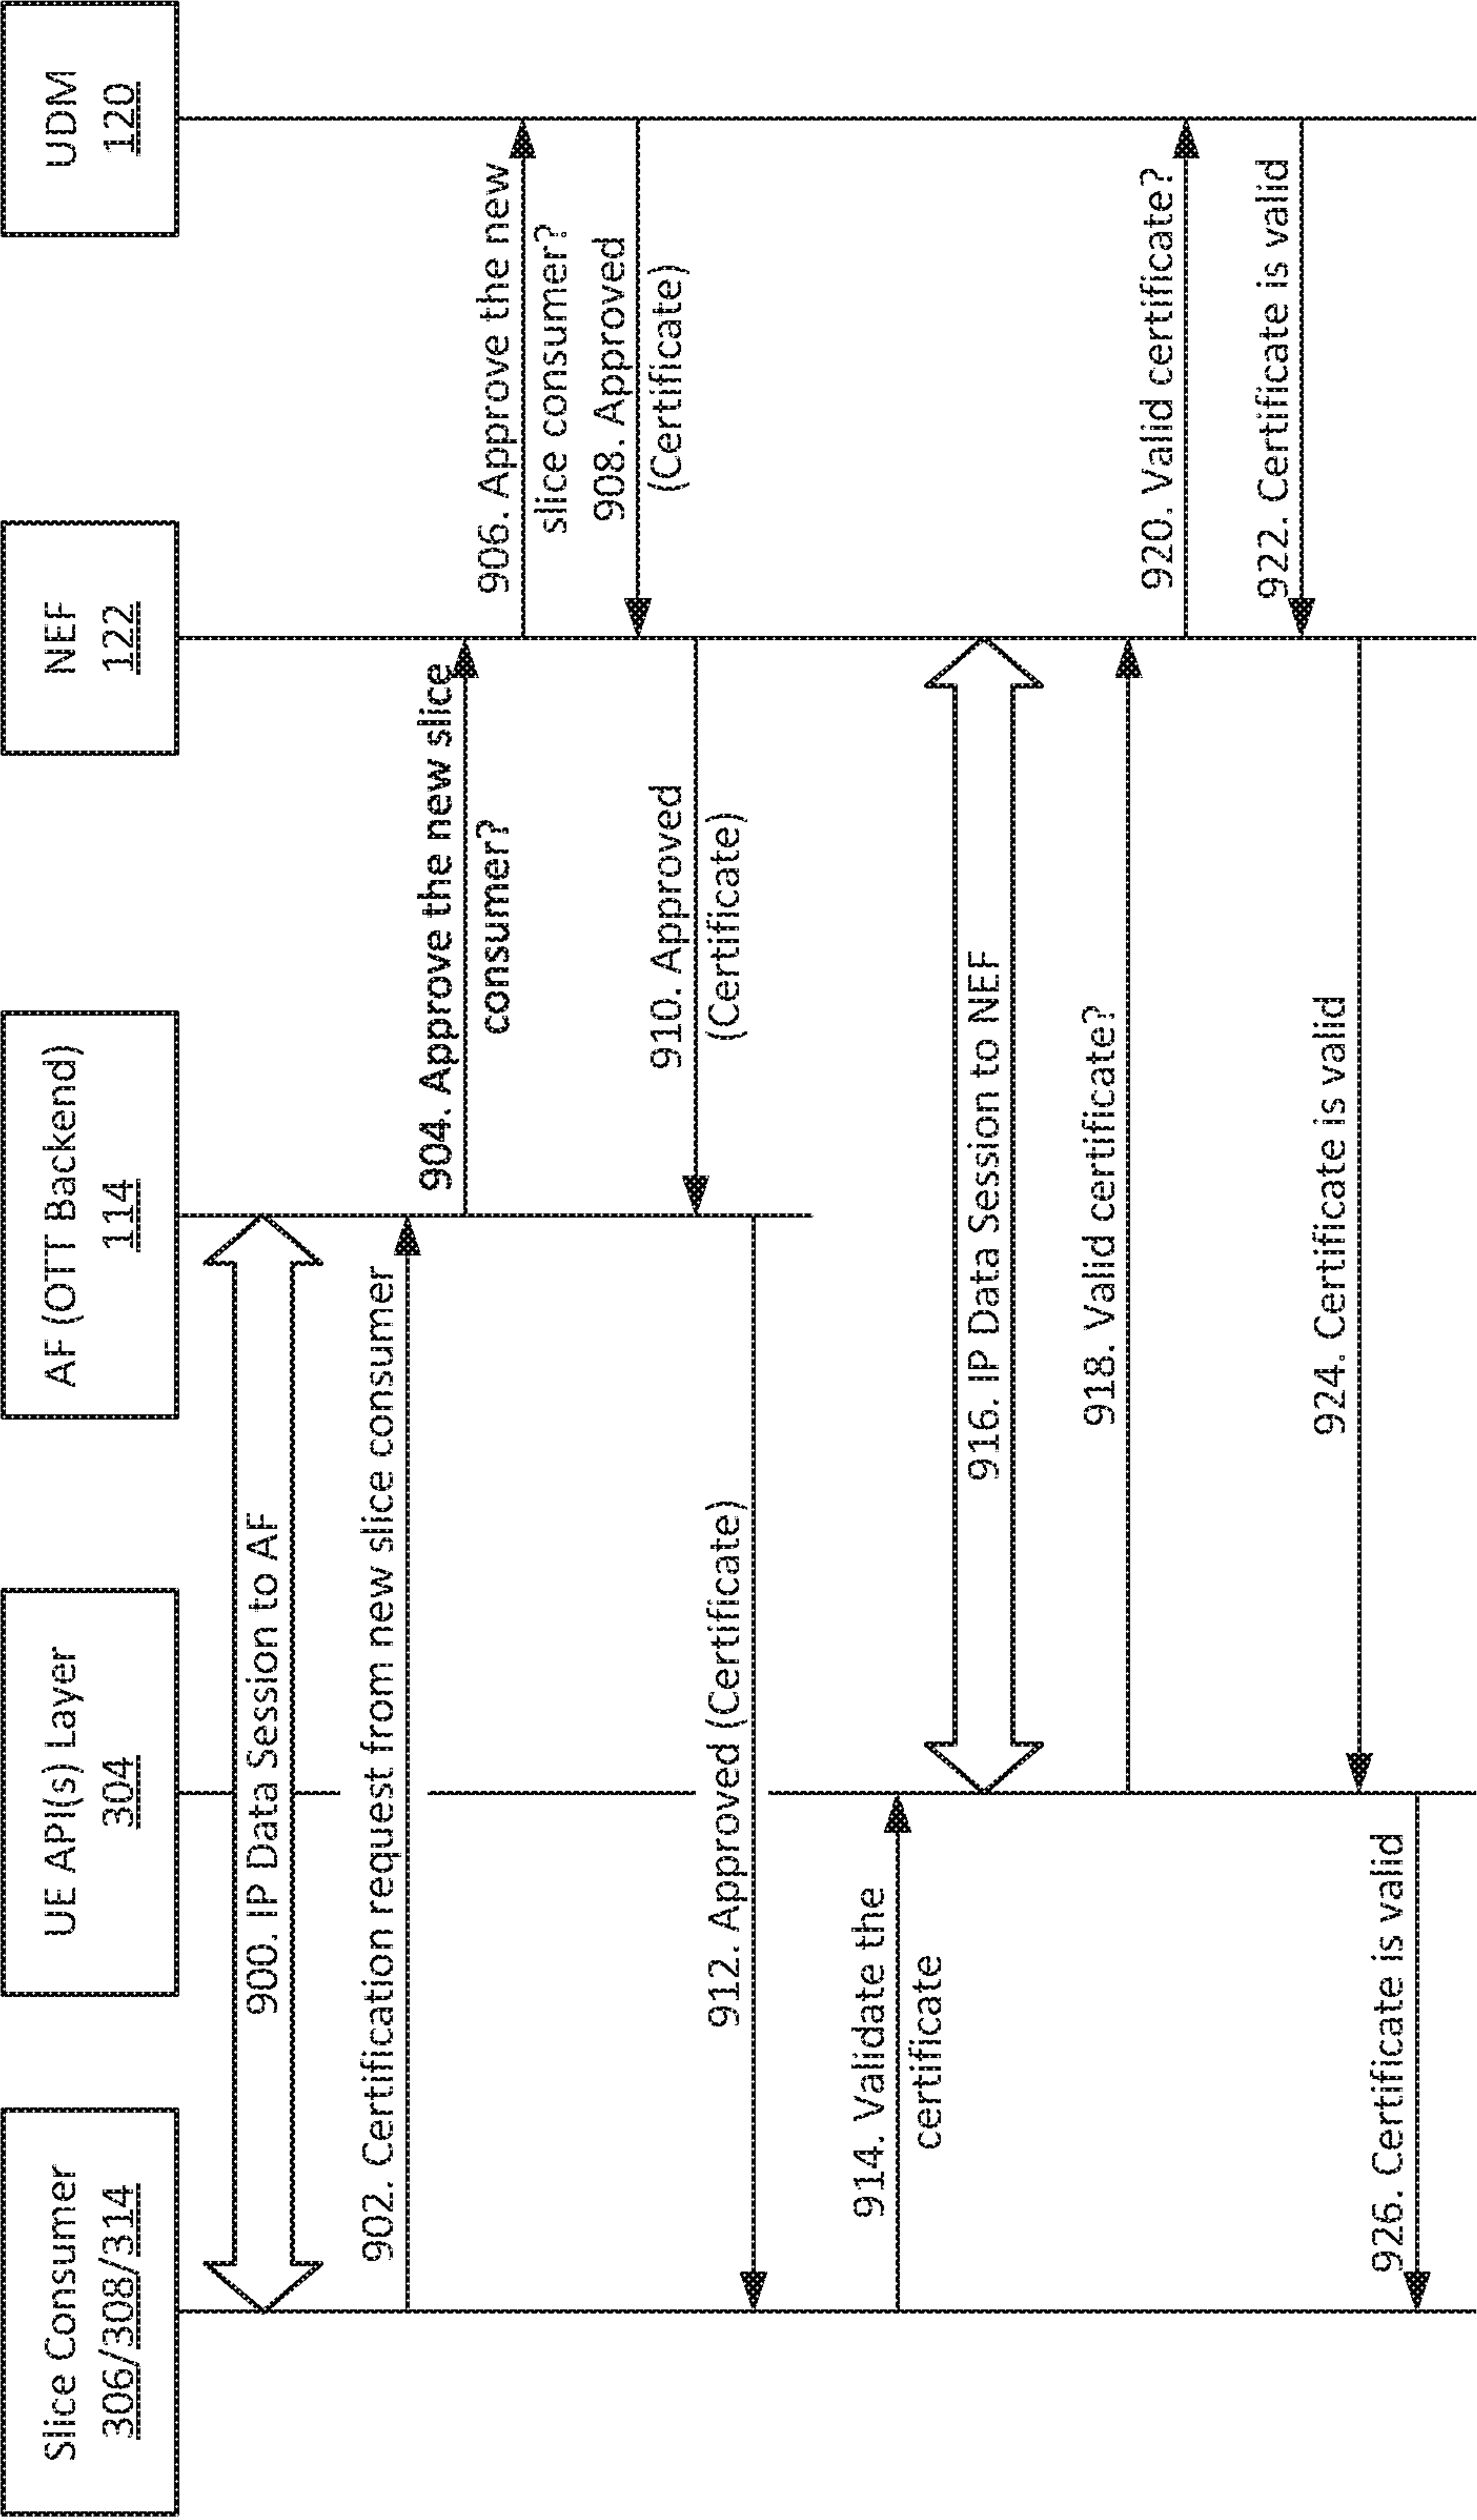 Slice Consumer
306/308/314
UE API(s) Layer
304
AF (OTT Backend)
114
NEF
122
UDM
120
900. IP Data Session to AF
902. Certification request from new slice consumer
904. Approve the new slice
consumer?
906. Approve the new
slice consumer?
908. Approved
(Certificate)
910. Approved
(Certificate)
912. Approved (Certificate)
914. Validate the
certificate
916. IP Data Session to NEF
918. Valid certificate?
920. Valid certificate?
922. Certificate is valid
924. Certificate is valid
926. Certificate is valid